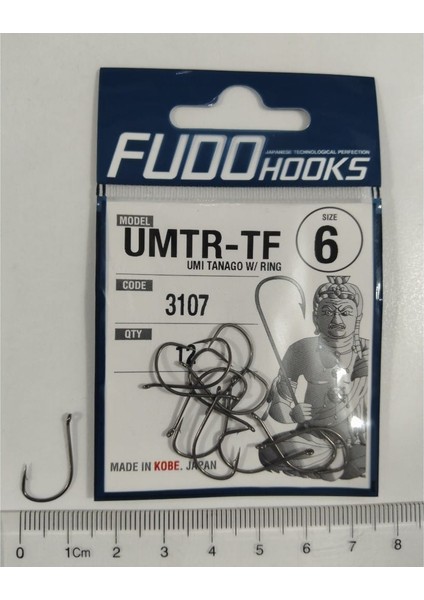 FUDO HOOKS
JAPANESE TECHNOLOGICAL PERFECTION
MODEL
UMTR-TF
UMI TANAGO W/ RING
SIZE
6
CODE
3107
QTY
12
MADE IN KOBE, JAPAN
0 1Cm 2 3 4 5 6 7 8